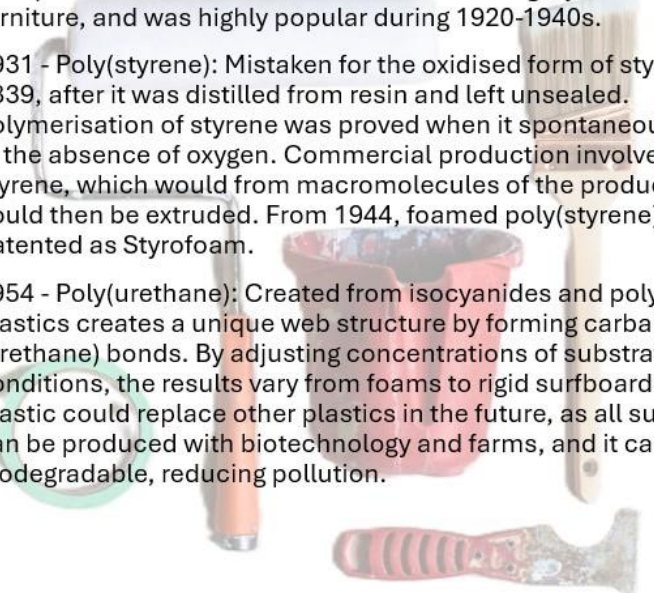 rniture, and was highly popular during 1920-1940s.
931 - Poly(styrene): Mistaken for the oxidised form of sty
339, after it was distilled from resin and left unsealed.
olymerisation of styrene was proved when it spontaneou
the absence of oxygen. Commercial production involve
yrene, which would from macromolecules of the produ
ould then be extruded. From 1944, foamed poly(styrene)
atented as Styrofoam.
954 - Poly(urethane): Created from isocyanides and poly
astics creates a unique web structure by forming carba
rethane) bonds. By adjusting concentrations of substra
onditions, the results vary from foams to rigid surfboard
astic could replace other plastics in the future, as all su
an be produced with biotechnology and farms, and it ca
odegradable, reducing pollution.